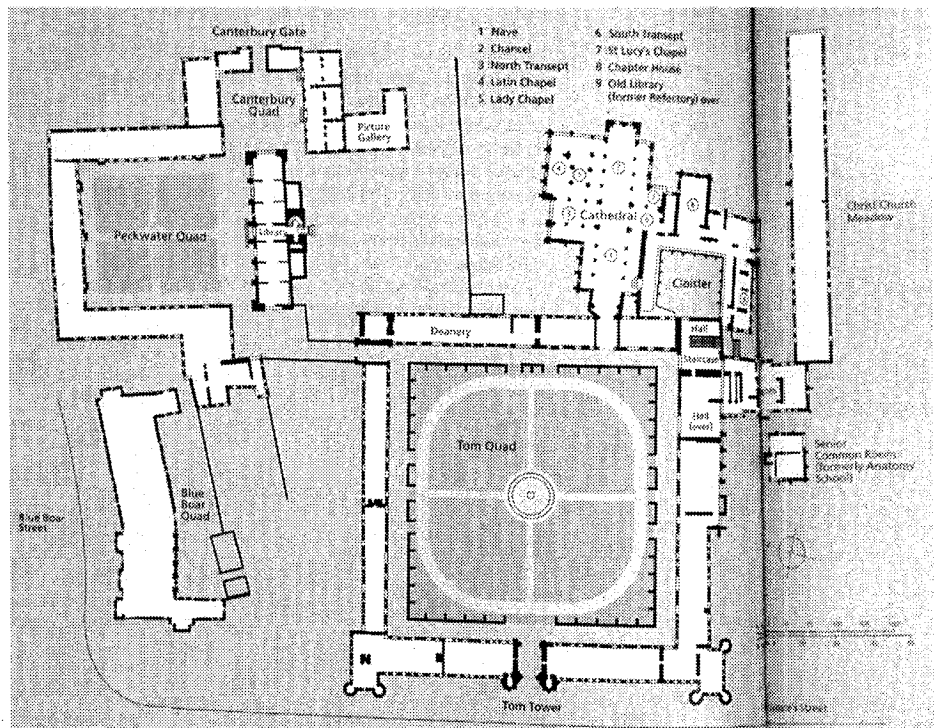 Canterbury Gate
1 Nave
2 Chancel
3 North Transept
4 Latin Chapel
5 Lady Chapel
6 South Transept
7 St Lucy's Chapel
8 Chapter House
9 Old Library
(former Refectory) over
Canterbury
Quad
Picture
Gallery
Peckwater Quad
Library
Cathedral
Cloister
Christ Church
Meadow
Deanery
Hall
Staircase
Hall
(over)
Tom Quad
Senior
Common Room
(formerly Anatomy
School)
Blue
Boar
Quad
Blue Boar
Street
Tom Tower
Street